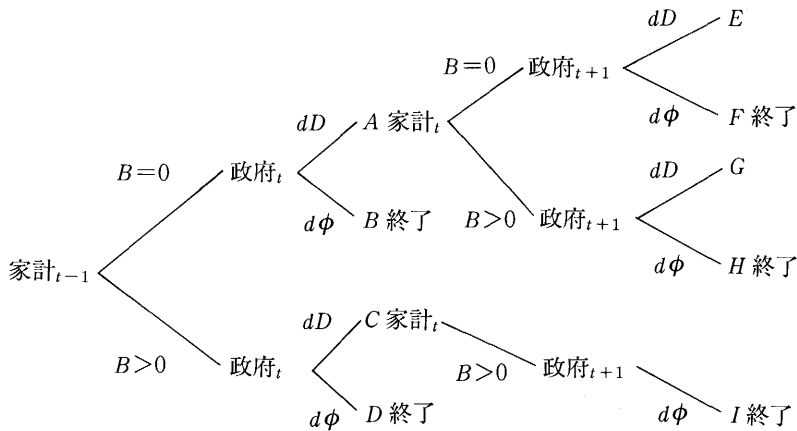 dD E
B=0 政府t+1
dϕ F 終了
dD A 家計t
B=0 政府t
dD G
dϕ B 終了 B>0 政府t+1
dϕ H 終了
家計t−1
dD C 家計t
B>0 政府t
B>0 政府t+1
dϕ D 終了
dϕ I 終了